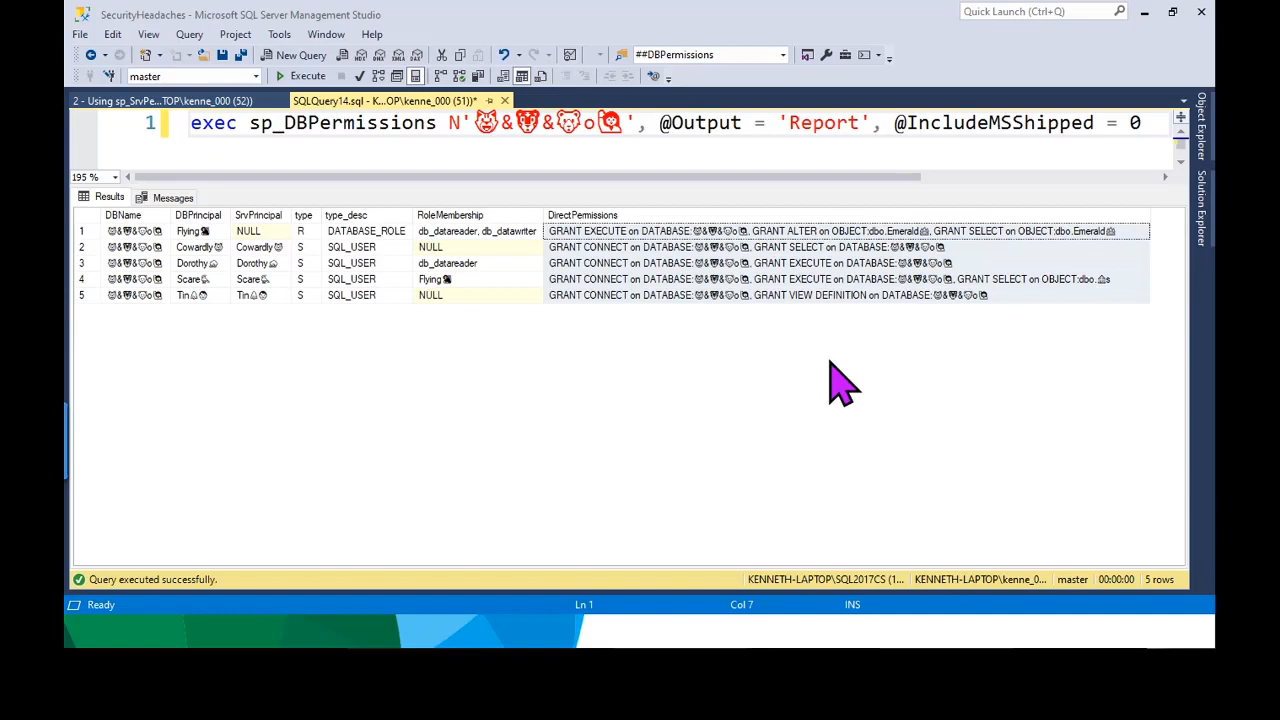 SecurityHeadaches - Microsoft SQL Server Management Studio
Quick Launch (Ctrl+Q)
File Edit View Query Project Tools Window Help
New Query ##DBPermissions
master Execute
2 - Using sp_SrvPe...TOP\kenne_000 (52)) SQLQuery14.sql - K...OP\kenne_000 (51))*
1 exec sp_DBPermissions N'😺&🐯&🐻o🙋', @Output = 'Report', @IncludeMSShipped = 0
195 %
Object Explorer
Solution Explorer
Results Messages
DBName DBPrincipal SrvPrincipal type type_desc RoleMembership DirectPermissions
1 &&o Flying NULL R DATABASE_ROLE db_datareader, db_datawriter GRANT EXECUTE on DATABASE:&&o, GRANT ALTER on OBJECT:dbo.Emerald, GRANT SELECT on OBJECT:dbo.Emerald
2 &&o Cowardly Cowardly S SQL_USER NULL GRANT CONNECT on DATABASE:&&o, GRANT SELECT on DATABASE:&&o
3 &&o Dorothy Dorothy S SQL_USER db_datareader GRANT CONNECT on DATABASE:&&o, GRANT EXECUTE on DATABASE:&&o
4 &&o Scare Scare S SQL_USER Flying GRANT CONNECT on DATABASE:&&o, GRANT EXECUTE on DATABASE:&&o, GRANT SELECT on OBJECT:dbo.s
5 &&o Tin Tin S SQL_USER NULL GRANT CONNECT on DATABASE:&&o, GRANT VIEW DEFINITION on DATABASE:&&o
Query executed successfully. KENNETH-LAPTOP\SQL2017CS (1... KENNETH-LAPTOP\kenne_0... master 00:00:00 5 rows
Ready Ln 1 Col 7 INS